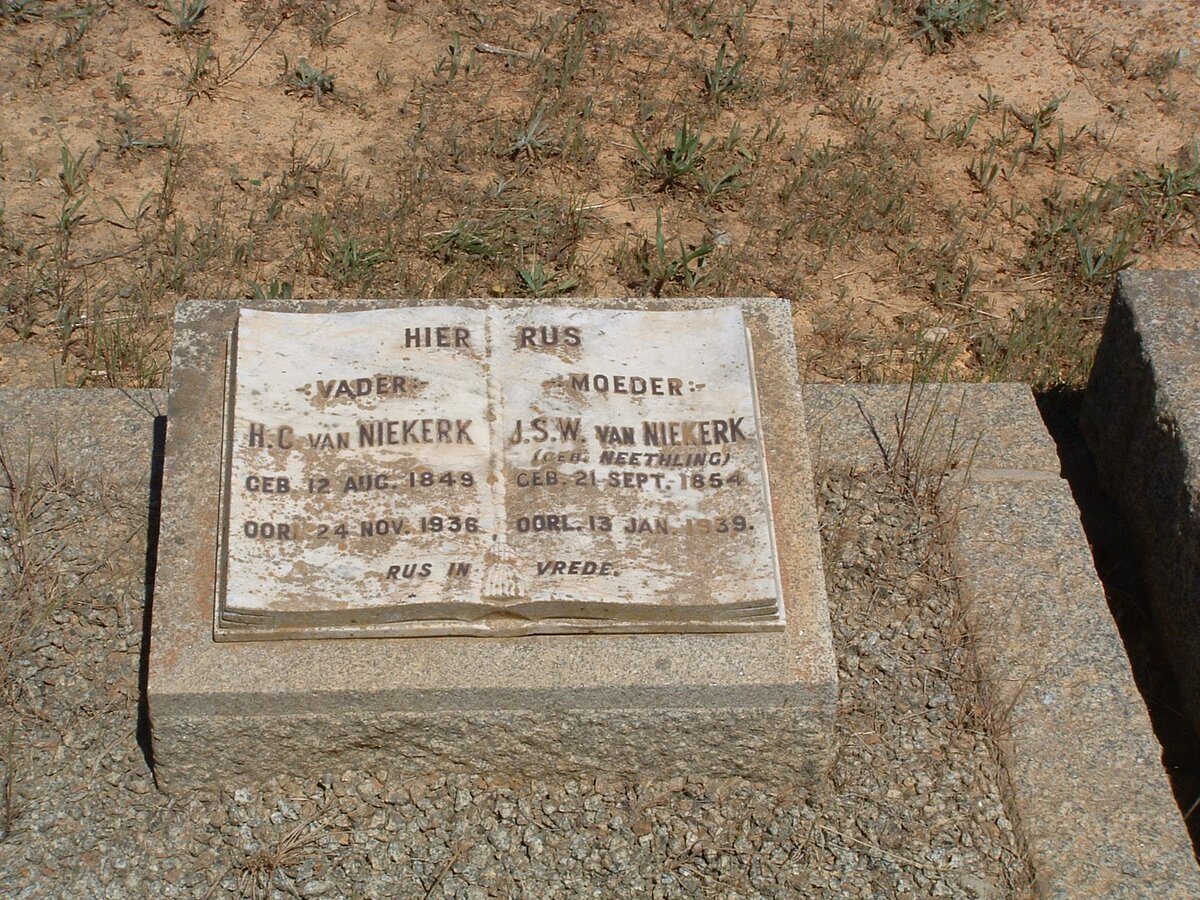 HIER RUS
-:VADER:-
H.C. VAN NIEKERK
GEB. 12 AUG. 1849.
OORL. 24 NOV. 1936.
-:MOEDER:-
J.S.W. VAN NIEKERK
(GEB. NEETHLING)
GEB. 21 SEPT. 1854.
OORL. 13 JAN. 1939.
RUS IN VREDE.